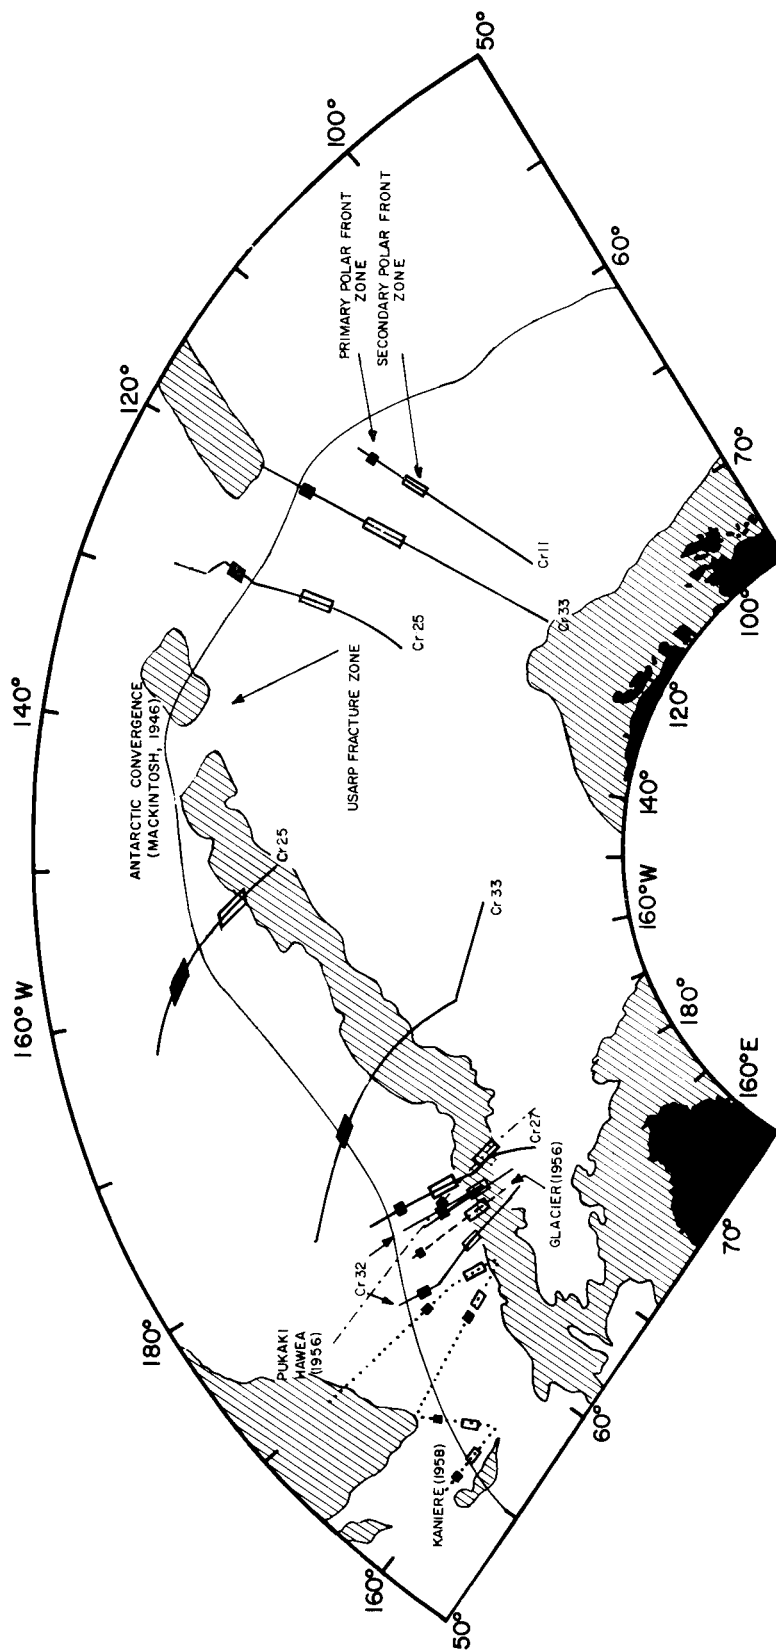 160° W
140°
120°
100°
50°
180°
160°
50°
ANTARCTIC CONVERGENCE
(MACKINTOSH, 1946)
PRIMARY POLAR FRONT
ZONE
SECONDARY POLAR FRONT
ZONE
USARP FRACTURE ZONE
Cr 25
Cr 33
Cr 25
Cr 33
Cr 11
Cr 32
Cr 27
GLACIER (1956)
PUKAKI
HAWEA
(1956)
KANIERE (1958)
60°
60°
70°
70°
160°E
180°
160°W
140°
120°
100°